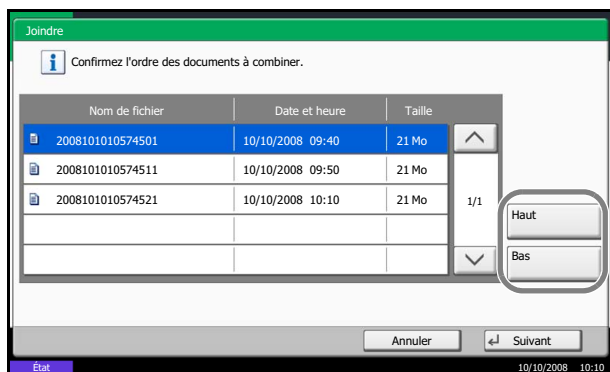 Joindre
Confirmez l'ordre des documents à combiner.
Nom de fichier Date et heure Taille
2008101010574501 10/10/2008 09:40 21 Mo
2008101010574511 10/10/2008 09:50 21 Mo
2008101010574521 10/10/2008 10:10 21 Mo
1/1
Haut
Bas
Annuler Suivant
État 10/10/2008 10:10